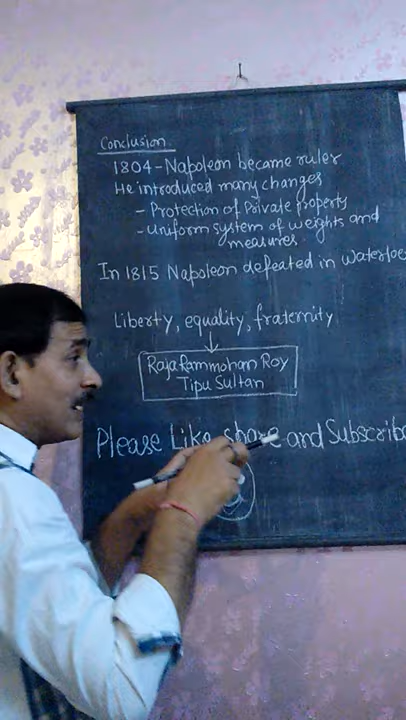 Conclusion
1804-Napoleon became ruler
He introduced many changes
- Protection of Private property
- Uniform system of weights and
measures.
In 1815 Napoleon defeated in Waterloo
Liberty, equality, fraternity
Raja Rammohan Roy
Tipu Sultan
Please Like share and Subscribe